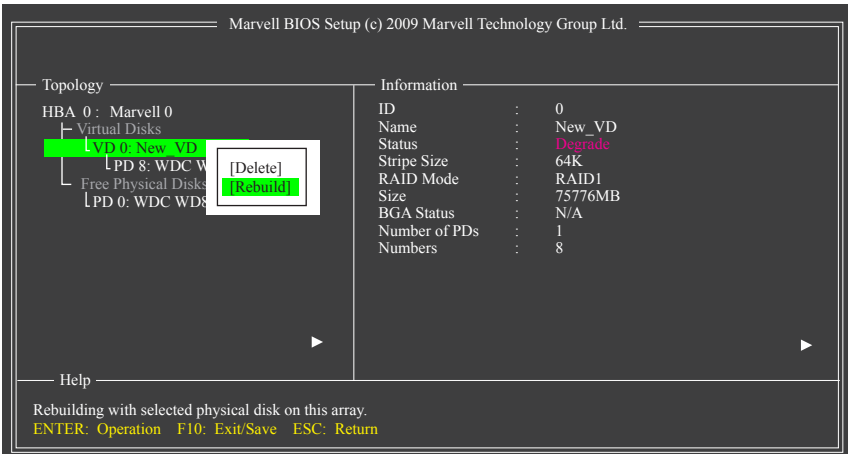 Marvell BIOS Setup (c) 2009 Marvell Technology Group Ltd.
Topology
HBA 0 : Marvell 0
Virtual Disks
VD 0: New_VD
PD 8: WDC
Free Physical Disks
PD 0: WDC
[Delete]
[Rebuild]
Information
ID : 0
Name : New_VD
Status : Degrade
Stripe Size : 64K
RAID Mode : RAID1
Size : 75776MB
BGA Status : N/A
Number of PDs : 1
Numbers : 8
Help
Rebuilding with selected physical disk on this array.
ENTER: Operation F10: Exit/Save ESC: Return